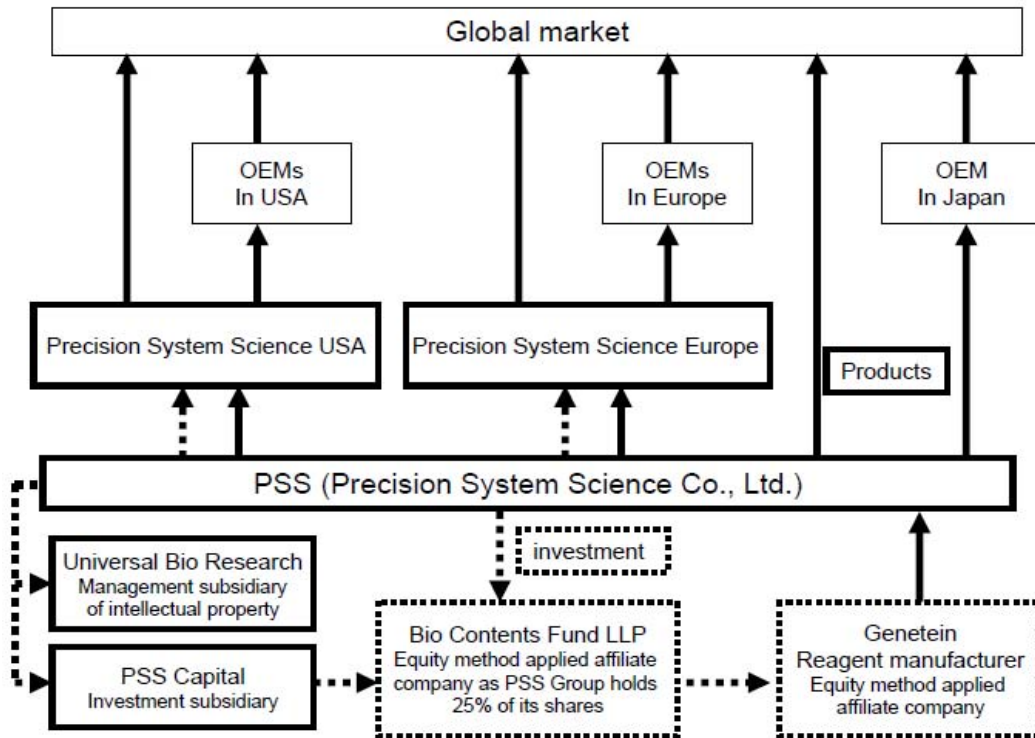 Global market
OEMs
In USA
OEMs
In Europe
OEM
In Japan
Precision System Science USA
Precision System Science Europe
Products
PSS (Precision System Science Co., Ltd.)
investment
Universal Bio Research
Management subsidiary
of intellectual property
PSS Capital
Investment subsidiary
Bio Contents Fund LLP
Equity method applied affiliate
company as PSS Group holds
25% of its shares
Genetein
Reagent manufacturer
Equity method applied
affiliate company